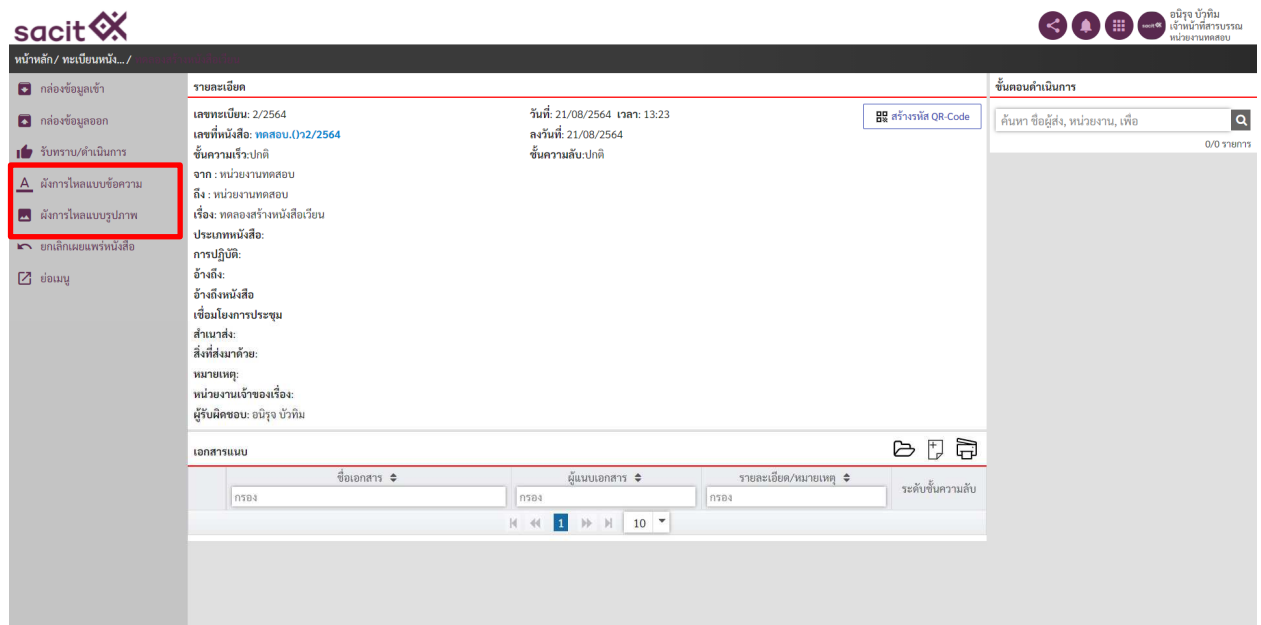 sacit
อนิรุจ บัวทิม
เจ้าหน้าที่สารบรรณ
หน่วยงานทดสอบ
หน้าหลัก/ ทะเบียนหนัง.../
กล่องข้อมูลเข้า
กล่องข้อมูลออก
รับทราบ/ดำเนินการ
ผังการไหลแบบข้อความ
ผังการไหลแบบรูปภาพ
ยกเลิกเผยแพร่หนังสือ
ย่อเมนู
รายละเอียด
เลขทะเบียน: 2/2564 วันที่: 21/08/2564 เวลา: 13:23 สร้างรหัส QR-Code
เลขที่หนังสือ: ทดสอบ.()ว2/2564 ลงวันที่: 21/08/2564
ชั้นความเร็ว:ปกติ ชั้นความลับ:ปกติ
จาก : หน่วยงานทดสอบ
ถึง : หน่วยงานทดสอบ
เรื่อง: ทดลองสร้างหนังสือเวียน
ประเภทหนังสือ:
การปฏิบัติ:
อ้างถึง:
อ้างถึงหนังสือ
เชื่อมโยงการประชุม
สำเนาส่ง:
สิ่งที่ส่งมาด้วย:
หมายเหตุ:
หน่วยงานเจ้าของเรื่อง:
ผู้รับผิดชอบ: อนิรุจ บัวทิม
เอกสารแนบ
ชื่อเอกสาร ผู้แนบเอกสาร รายละเอียด/หมายเหตุ ระดับชั้นความลับ
กรอง กรอง กรอง
1 10
ขั้นตอนดำเนินการ
ค้นหา ชื่อผู้ส่ง, หน่วยงาน, เพื่อ
0/0 รายการ